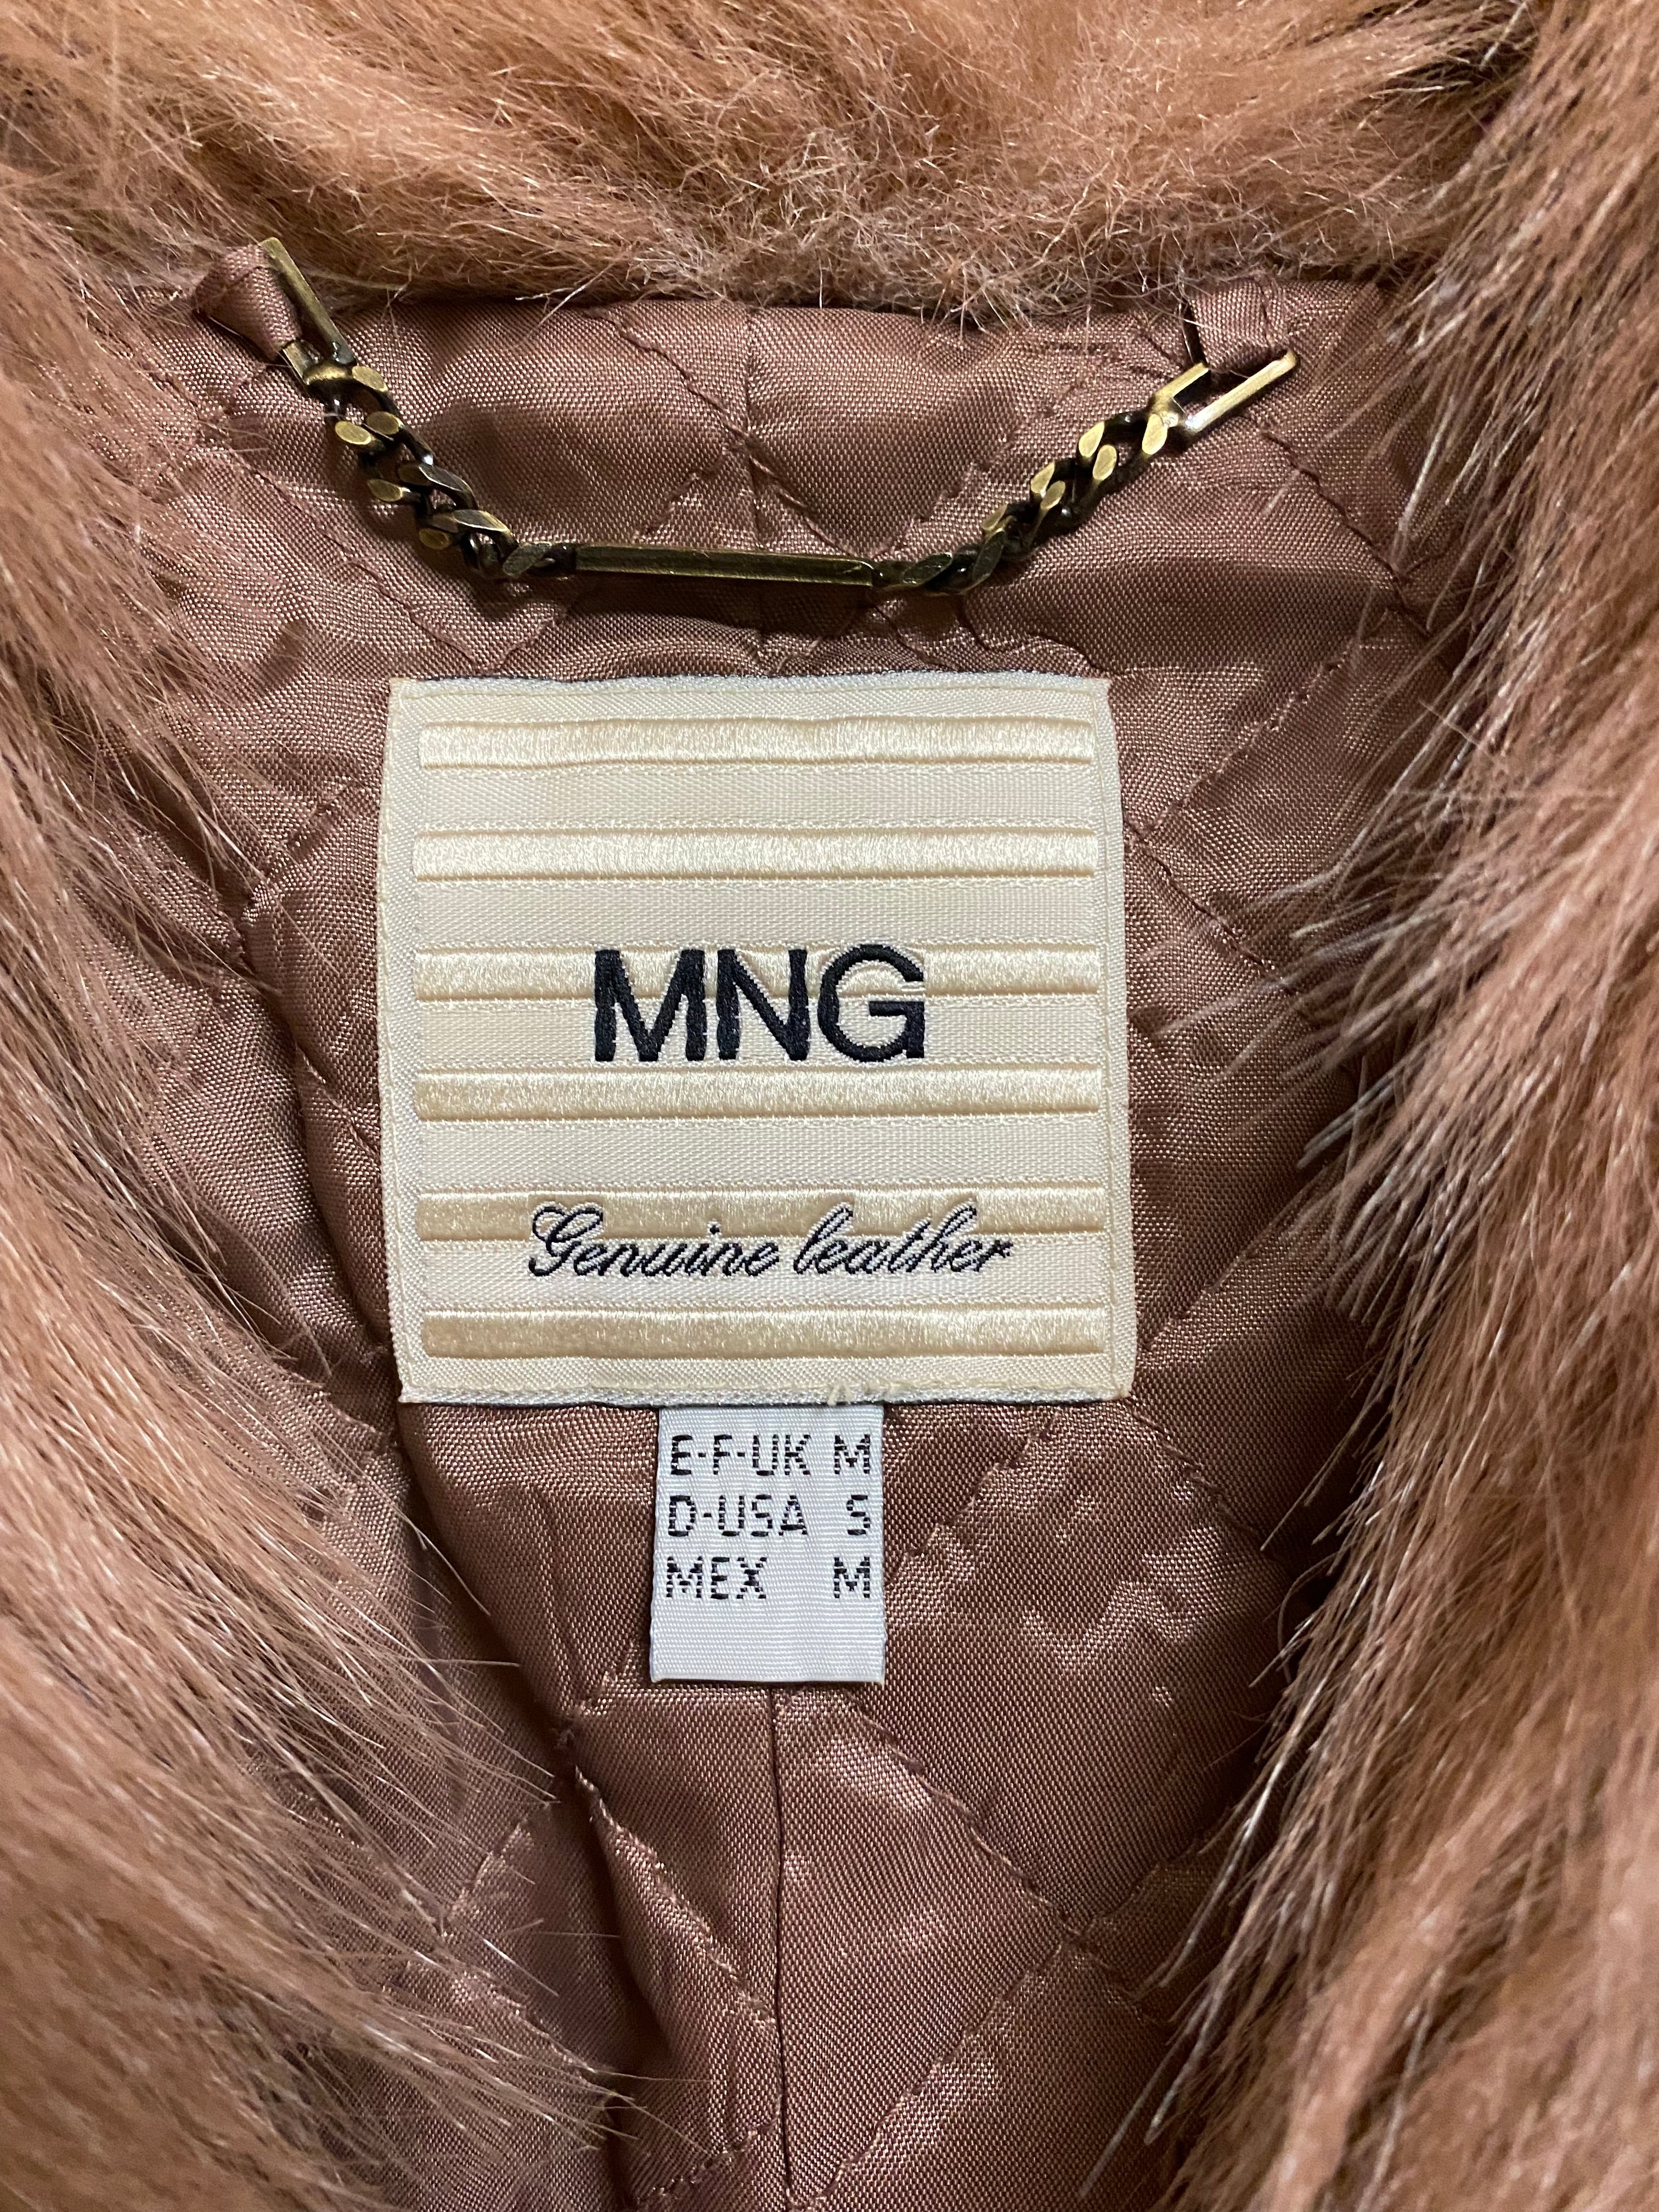 MNG
Genuine leather
E-F-UK M
D-USA S
MEX M